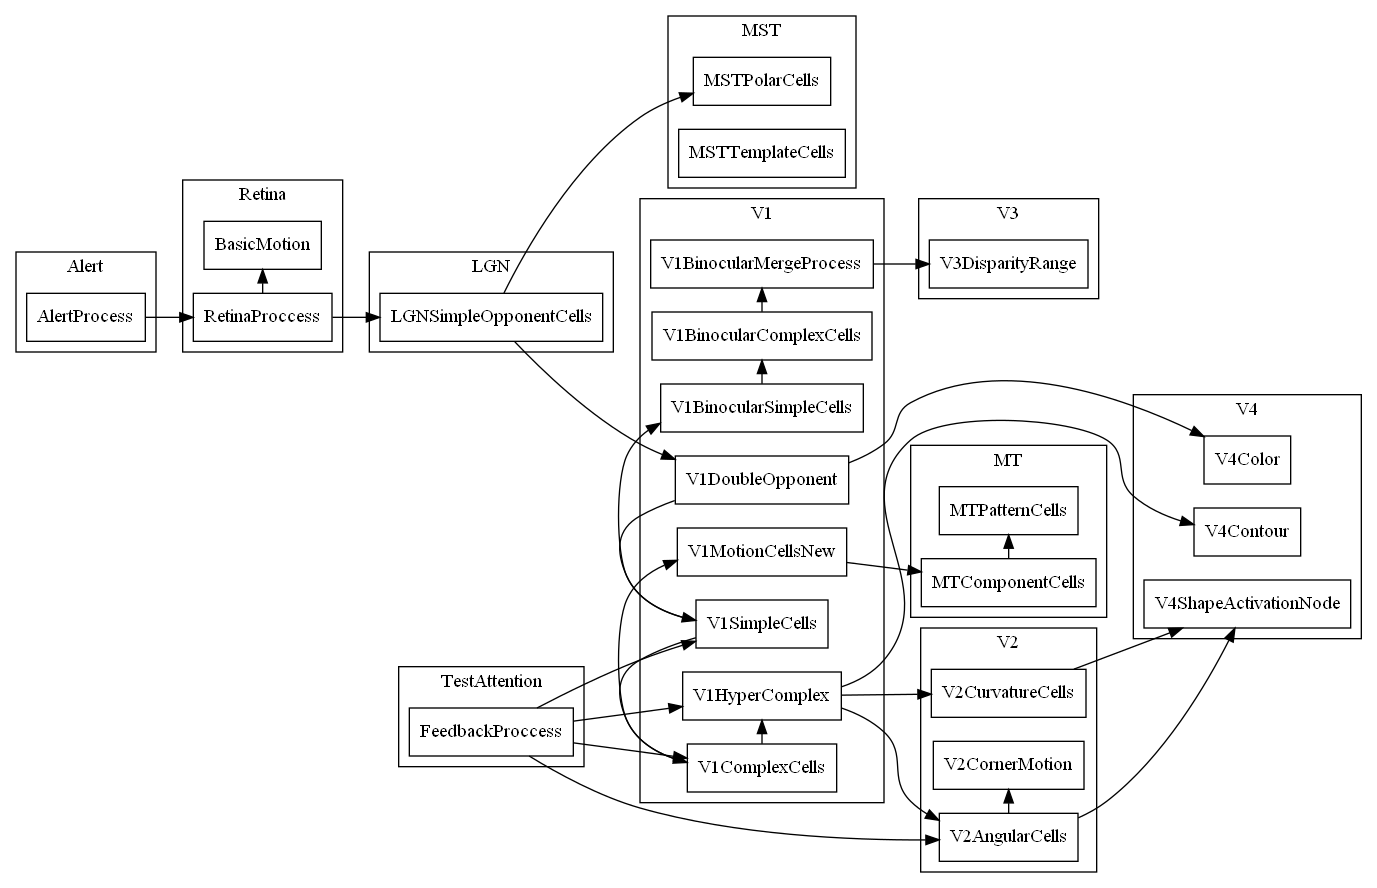 MST
MSTPolarCells
MSTTemplateCells
Retina
BasicMotion
RetinaProccess
Alert
AlertProcess
LGN
LGNSimpleOpponentCells
V1
V1BinocularMergeProcess
V1BinocularComplexCells
V1BinocularSimpleCells
V1DoubleOpponent
V1MotionCellsNew
V1SimpleCells
V1HyperComplex
V1ComplexCells
V3
V3DisparityRange
V4
V4Color
V4Contour
V4ShapeActivationNode
MT
MTPatternCells
MTComponentCells
V2
V2CurvatureCells
V2CornerMotion
V2AngularCells
TestAttention
FeedbackProccess